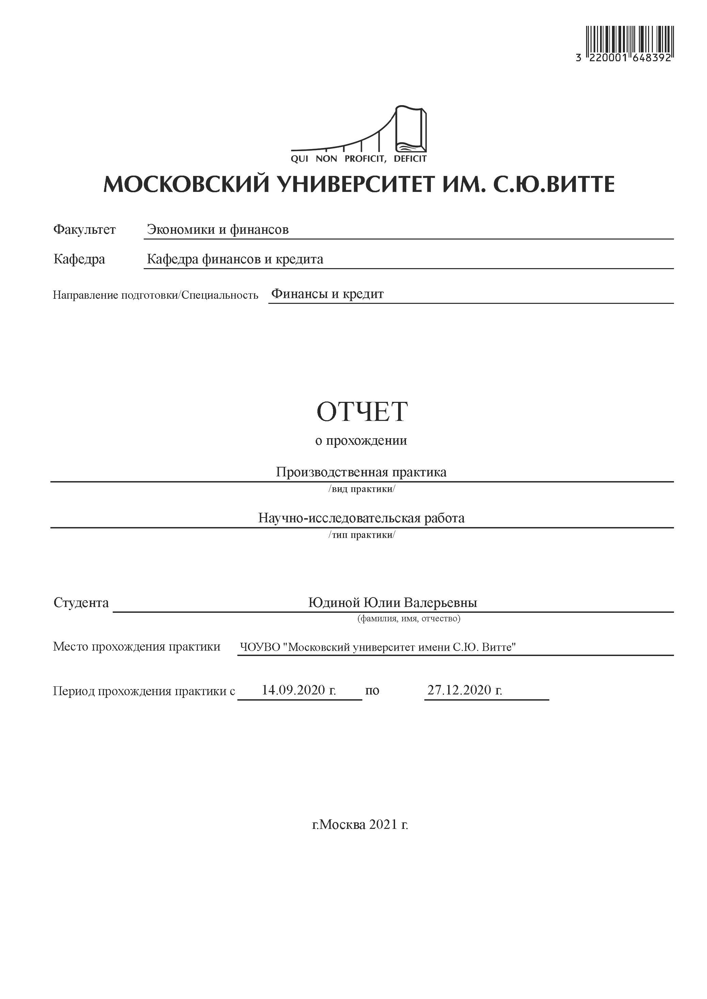 3 220001 648392
QUI NON PROFICIT, DEFICIT
МОСКОВСКИЙ УНИВЕРСИТЕТ ИМ. С.Ю.ВИТТЕ
Факультет Экономики и финансов
Кафедра Кафедра финансов и кредита
Направление подготовки/Специальность Финансы и кредит
ОТЧЕТ
о прохождении
Производственная практика
/вид практики/
Научно-исследовательская работа
/тип практики/
Студента Юдиной Юлии Валерьевны
(фамилия, имя, отчество)
Место прохождения практики ЧОУВО "Московский университет имени С.Ю. Витте"
Период прохождения практики с 14.09.2020 г. по 27.12.2020 г.
г.Москва 2021 г.